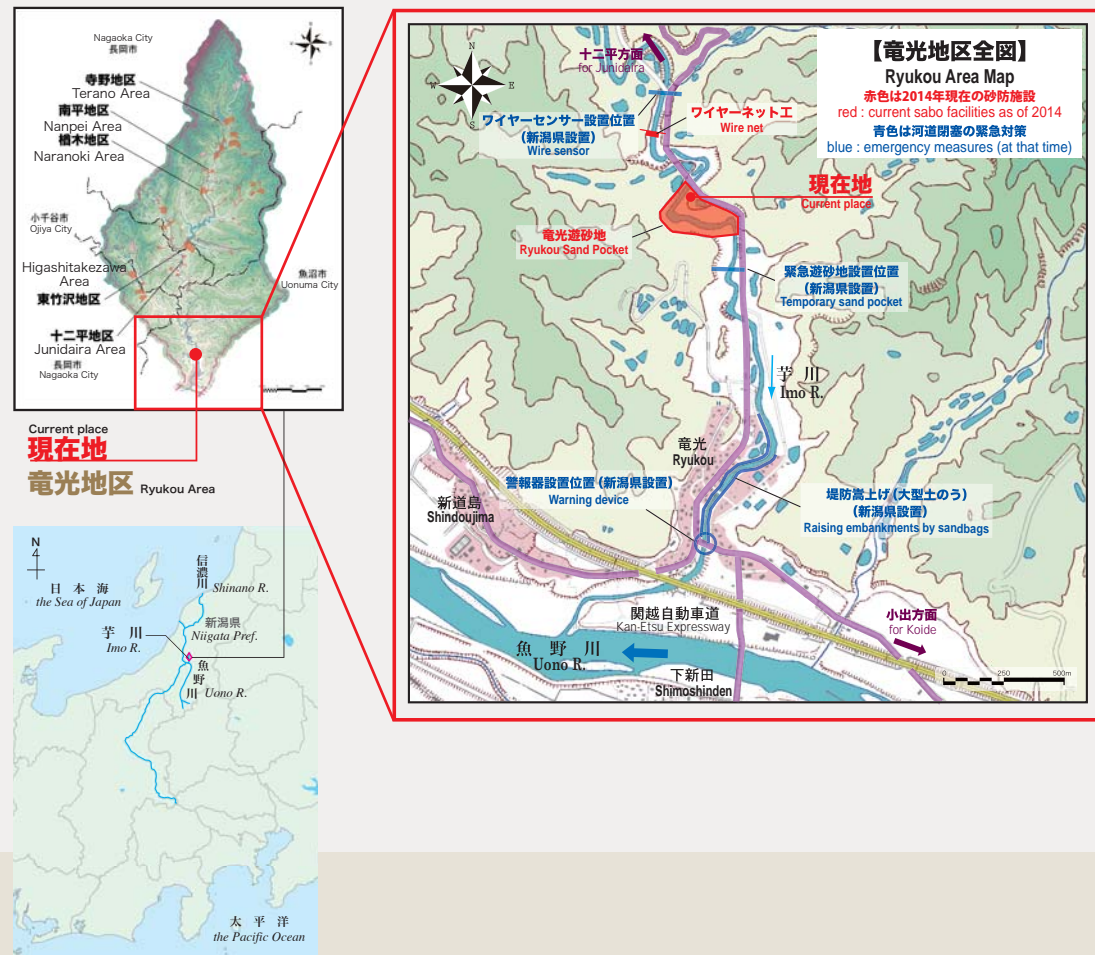 Nagaoka City
長岡市
寺野地区
Terano Area
南平地区
Nanpei Area
楢木地区
Naranoki Area
小千谷市
Ojiya City
Higashitakezawa
Area
東竹沢地区
魚沼市
Uonuma City
十二平地区
Junidaira Area
長岡市
Nagaoka City
Current place
現在地
竜光地区 Ryukou Area
N
日本海
the Sea of Japan
信濃川
Shinano R.
新潟県
Niigata Pref.
芋川
Imo R.
魚野川
Uono R.
太平洋
the Pacific Ocean
【竜光地区全図】
Ryukou Area Map
赤色は2014年現在の砂防施設
red : current sabo facilities as of 2014
青色は河道閉塞の緊急対策
blue : emergency measures (at that time)
N
W
E
S
十二平方面
for Junidaira
ワイヤーセンサー設置位置
(新潟県設置)
Wire sensor
ワイヤーネット工
Wire net
現在地
Current place
竜光遊砂地
Ryukou Sand Pocket
緊急遊砂地設置位置
(新潟県設置)
Temporary sand pocket
芋川
Imo R.
竜光
Ryukou
警報器設置位置(新潟県設置)
Warning device
新道島
Shindoujima
堤防嵩上げ(大型土のう)
(新潟県設置)
Raising embankments by sandbags
関越自動車道
Kan-Etsu Expressway
小出方面
for Koide
魚野川
Uono R.
下新田
Shimoshinden
0 250 500m